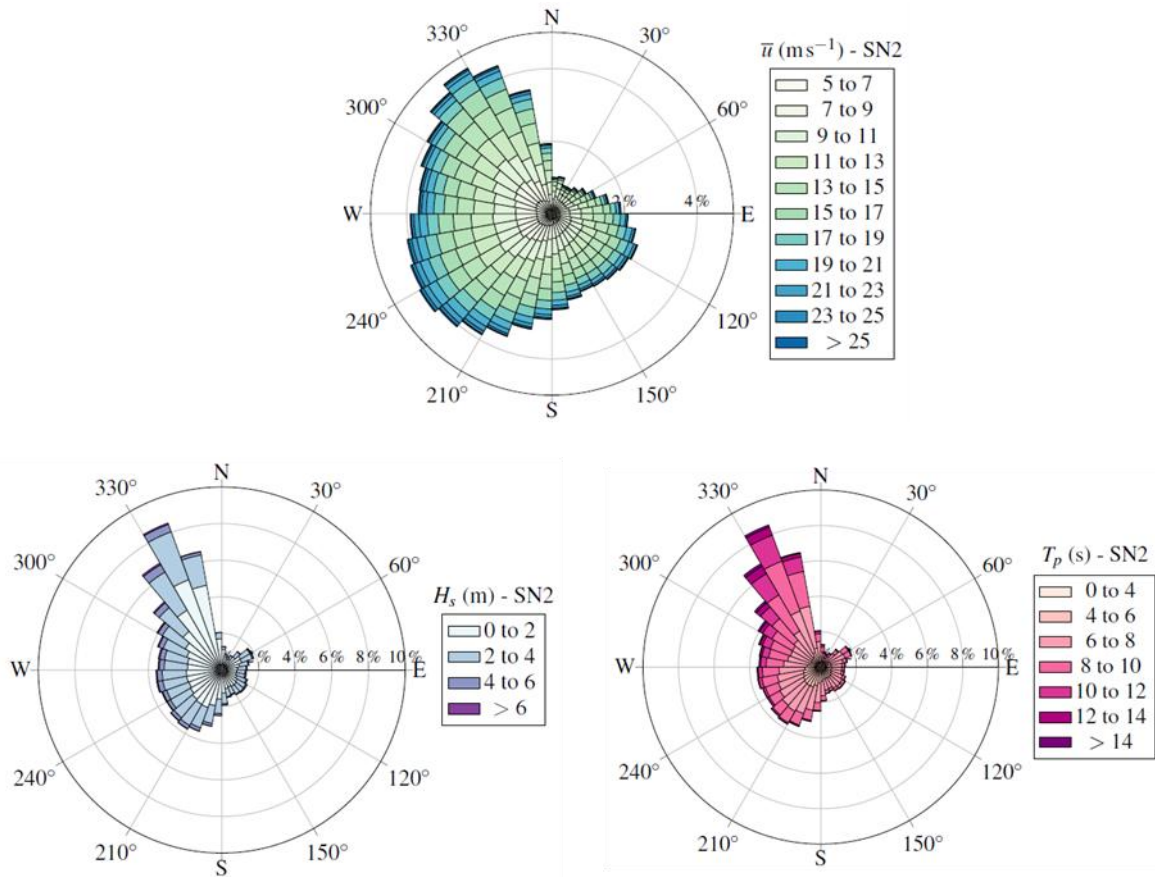 N
30°
60°
E
120°
150°
S
210°
240°
W
300°
330°
2 %
4 %
u̅ (m s⁻¹) - SN2
5 to 7
7 to 9
9 to 11
11 to 13
13 to 15
15 to 17
17 to 19
19 to 21
21 to 23
23 to 25
> 25
N
30°
60°
E
120°
150°
S
210°
240°
W
300°
330°
4 %
6 %
8 %
10 %
Hₛ (m) - SN2
0 to 2
2 to 4
4 to 6
> 6
N
30°
60°
E
120°
150°
S
210°
240°
W
300°
330°
4 %
6 %
8 %
10 %
Tₚ (s) - SN2
0 to 4
4 to 6
6 to 8
8 to 10
10 to 12
12 to 14
> 14